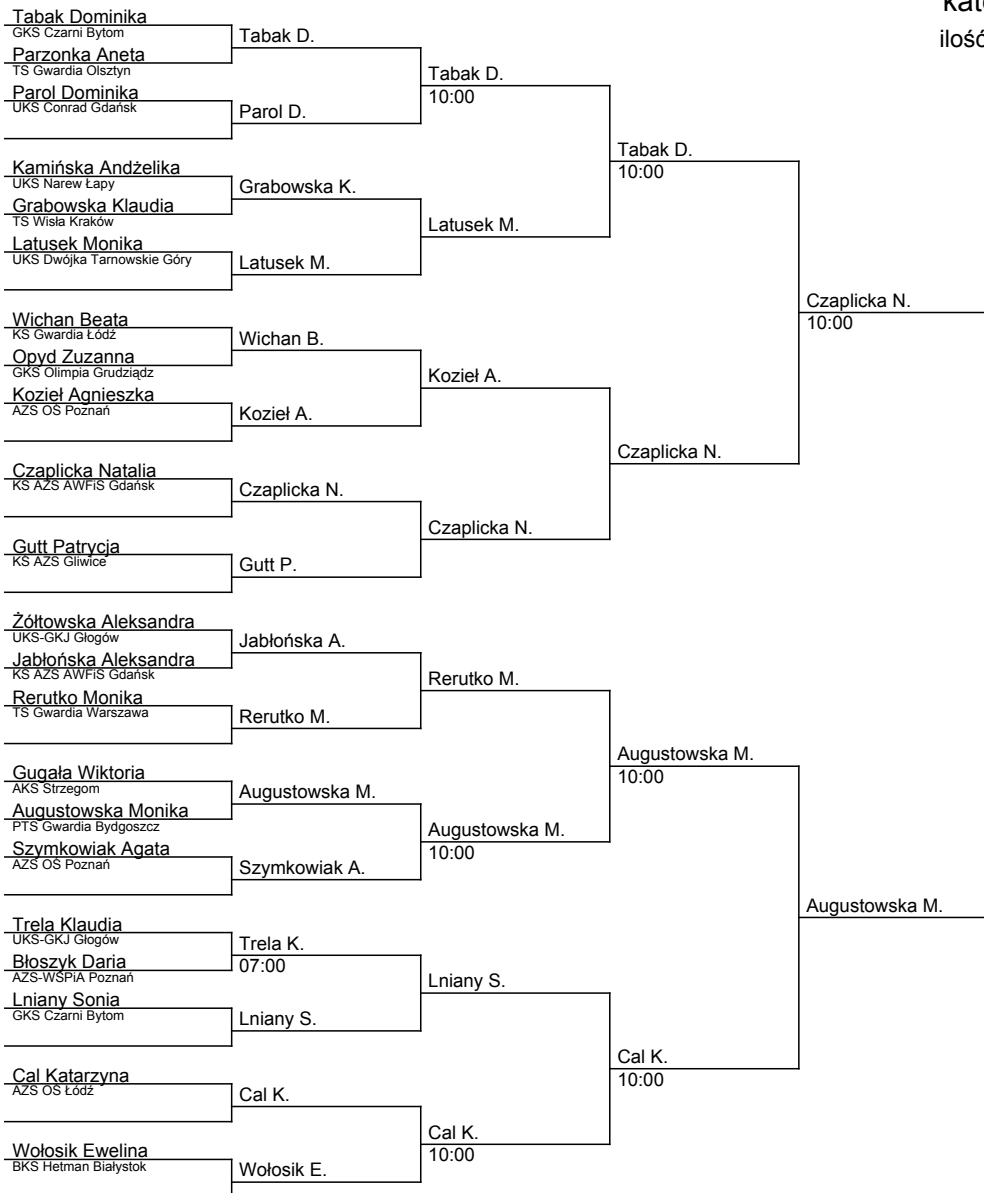 kate
ilość
Tabak Dominika
GKS Czarni Bytom
Parzonka Aneta
TS Gwardia Olsztyn
Parol Dominika
UKS Conrad Gdańsk
Kamińska Andżelika
UKS Narew Łapy
Grabowska Klaudia
TS Wisła Kraków
Latusek Monika
UKS Dwójka Tarnowskie Góry
Wichan Beata
KS Gwardia Łódź
Opyd Zuzanna
GKS Olimpia Grudziądz
Kozieł Agnieszka
AZS OŚ Poznań
Czaplicka Natalia
KS AZS AWFiS Gdańsk
Gutt Patrycja
KS AZS Gliwice
Żółtowska Aleksandra
UKS-GKJ Głogów
Jabłońska Aleksandra
KS AZS AWFiS Gdańsk
Rerutko Monika
TS Gwardia Warszawa
Gugała Wiktoria
AKS Strzegom
Augustowska Monika
PTS Gwardia Bydgoszcz
Szymkowiak Agata
AZS OŚ Poznań
Trela Klaudia
UKS-GKJ Głogów
Błoszyk Daria
AZS-WSPiA Poznań
Lniany Sonia
GKS Czarni Bytom
Cal Katarzyna
AZS OŚ Łódź
Wołosik Ewelina
BKS Hetman Białystok
Tabak D.
Parol D.
Grabowska K.
Latusek M.
Wichan B.
Kozieł A.
Czaplicka N.
Gutt P.
Jabłońska A.
Rerutko M.
Augustowska M.
Szymkowiak A.
Trela K.
07:00
Lniany S.
Cal K.
Wołosik E.
Tabak D.
10:00
Latusek M.
Kozieł A.
Czaplicka N.
Rerutko M.
Augustowska M.
10:00
Lniany S.
Cal K.
10:00
Tabak D.
10:00
Czaplicka N.
Augustowska M.
10:00
Cal K.
10:00
Czaplicka N.
10:00
Augustowska M.